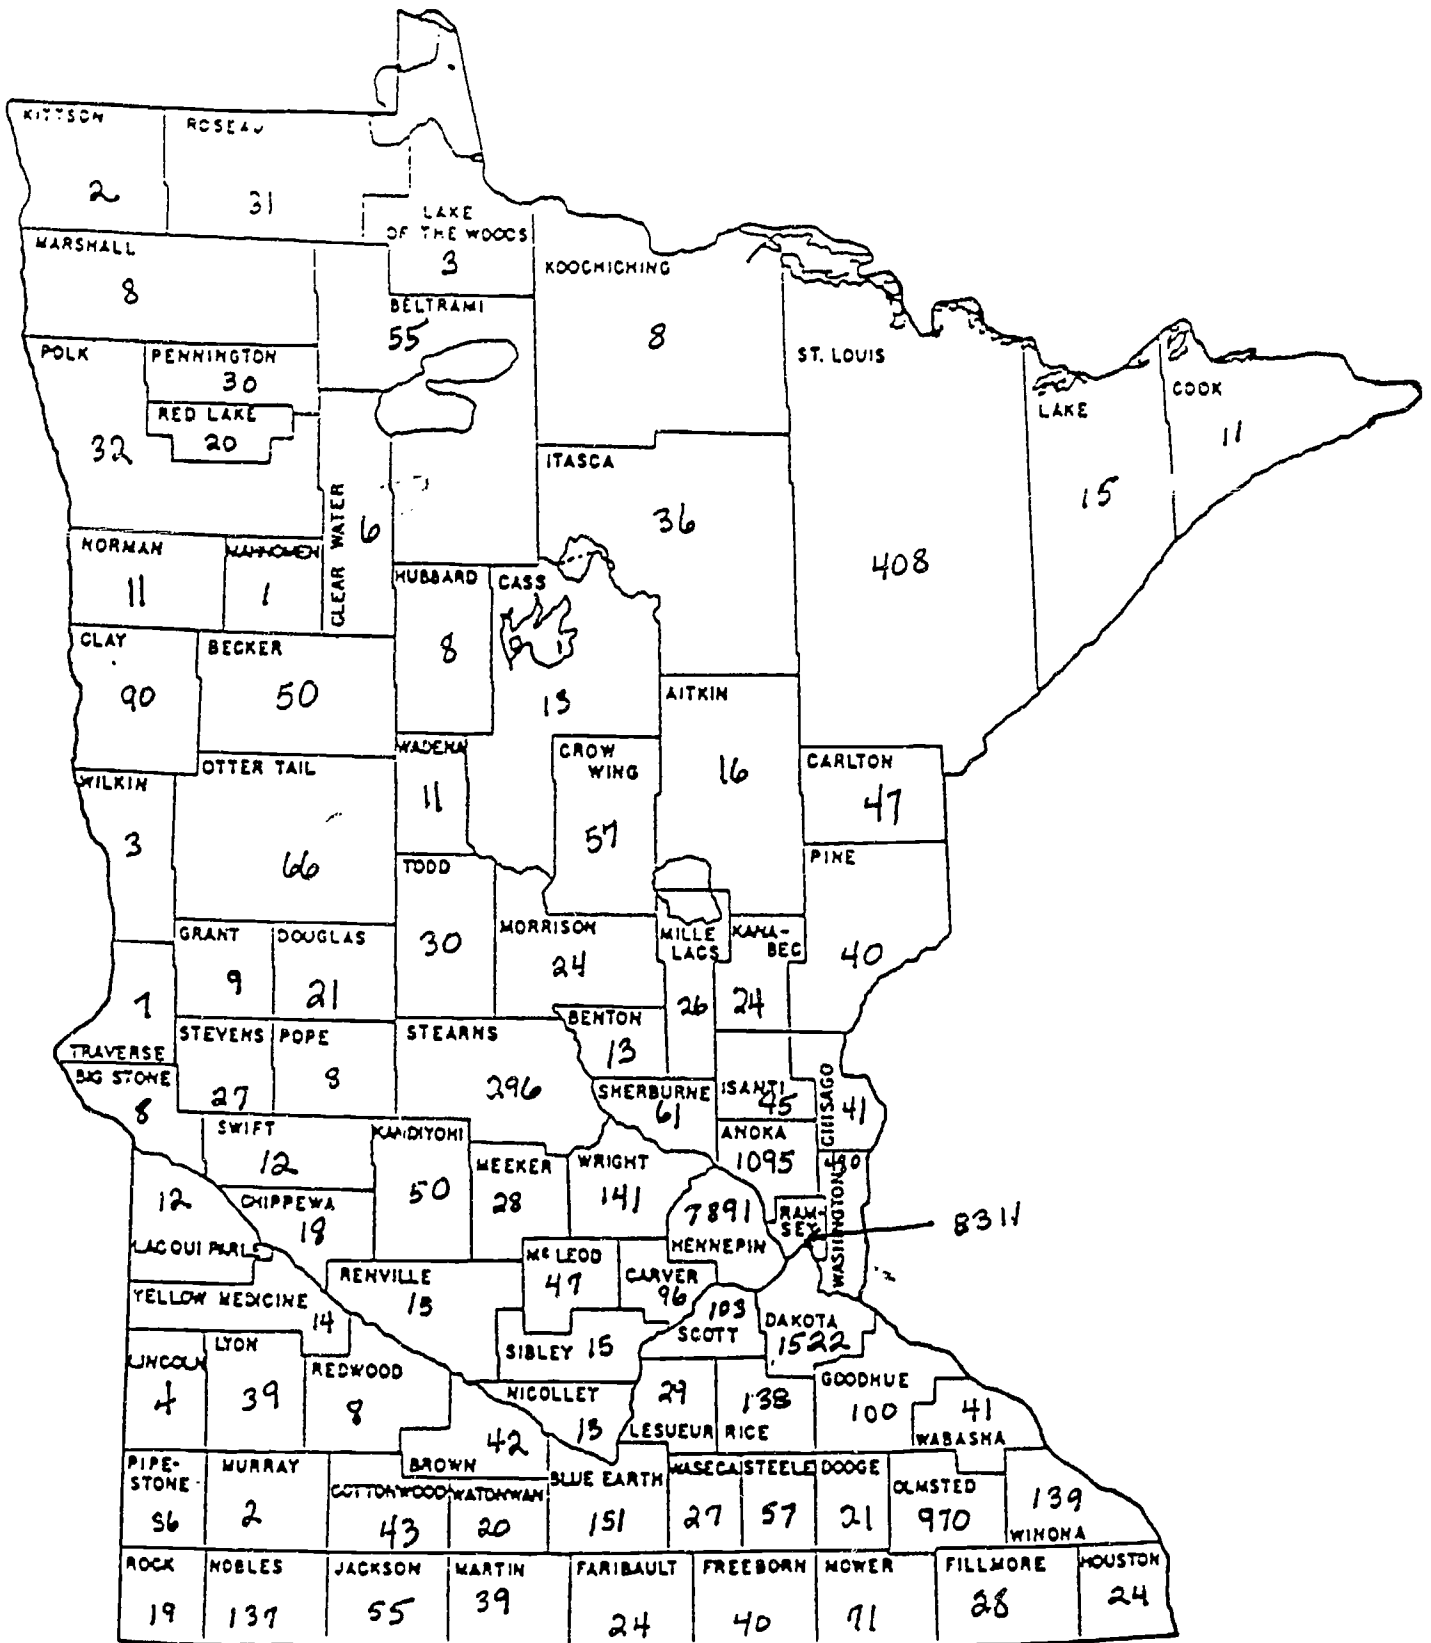 KITTSON
2
ROSEAU
31
LAKE
OF THE WOODS
3
MARSHALL
8
KOOCHICHING
8
BELTRAMI
55
POLK
32
PENNINGTON
30
RED LAKE
20
ST. LOUIS
408
LAKE
15
COOK
11
ITASCA
36
CLEAR WATER
6
NORMAN
11
MAHNOMEN
1
HUBBARD
8
CASS
13
CLAY
90
BECKER
50
AITKIN
16
WADENA
11
CROW
WING
57
CARLTON
47
WILKIN
3
OTTER TAIL
66
TODD
30
PINE
40
GRANT
9
DOUGLAS
21
MORRISON
24
MILLE
LACS
26
KANA-
BEC
24
7
TRAVERSE
STEVENS
27
POPE
8
STEARNS
296
BENTON
13
BIG STONE
8
SHERBURNE
61
ISANTI
45
CHISAGO
41
SWIFT
12
KANDIYOHI
50
MEEKER
28
WRIGHT
141
ANOKA
1095
WASHINGTON
12
LAC QUI PARL
CHIPPEWA
18
7891
HENNEPIN
RAM-
SEY
8311
YELLOW MEDICINE
14
RENVILLE
15
Mc LEOD
47
CARVER
96
103
SCOTT
DAKOTA
1522
SIBLEY 15
LINCOLN
4
LYON
39
REDWOOD
8
NICOLLET
13
29
LESUEUR
138
RICE
GOODHUE
100
41
WABASHA
42
BROWN
PIPE-
STONE
56
MURRAY
2
COTTONWOOD
43
WATONWAN
20
BLUE EARTH
151
WASECA
27
STEELE
57
DODGE
21
OLMSTED
970
139
WINONA
ROCK
19
NOBLES
137
JACKSON
55
MARTIN
39
FARIBAULT
24
FREEBORN
40
MOWER
71
FILLMORE
28
HOUSTON
24